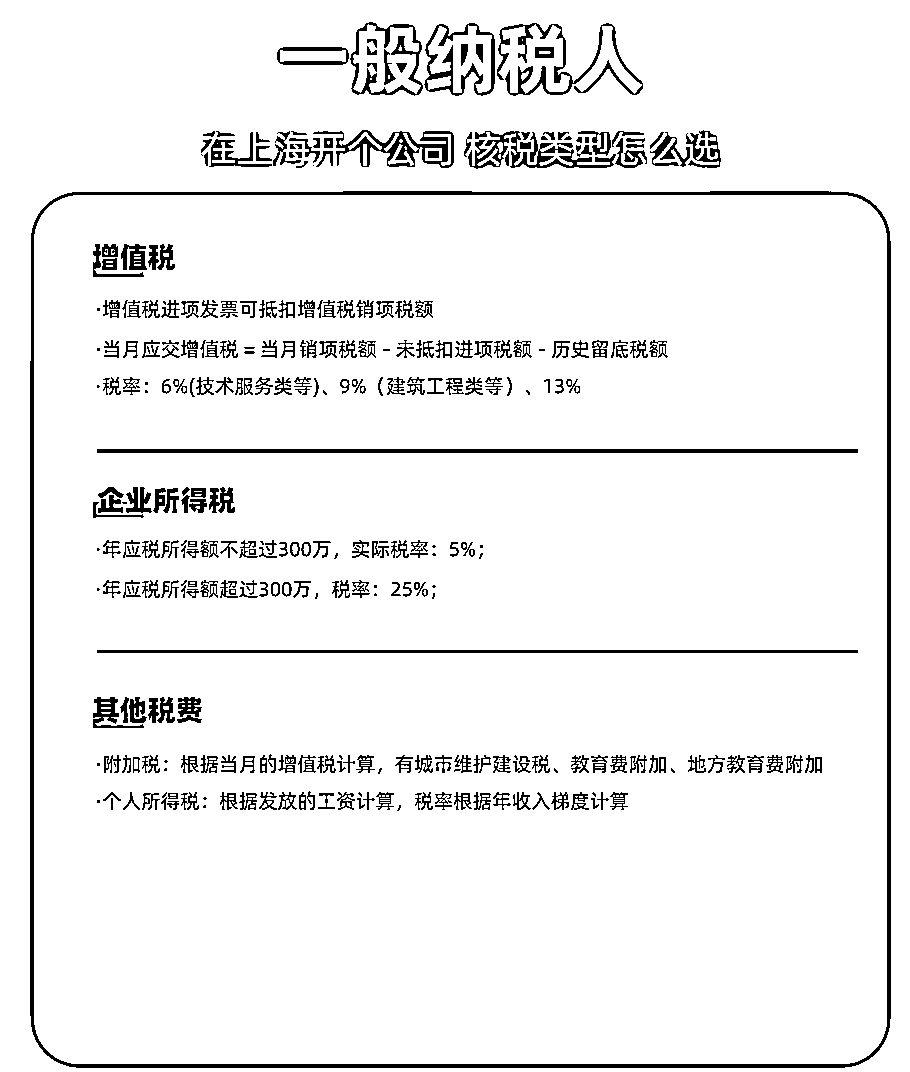 一般纳税人
在上海开个公司 核税类型怎么选
增值税
·增值税进项发票可抵扣增值税销项税额
·当月应交增值税 = 当月销项税额 - 未抵扣进项税额 - 历史留底税额
·税率：6%(技术服务类等)、9%（建筑工程类等）、13%
企业所得税
·年应税所得额不超过300万，实际税率：5%；
·年应税所得额超过300万，税率：25%；
其他税费
·附加税：根据当月的增值税计算，有城市维护建设税、教育费附加、地方教育费附加
·个人所得税：根据发放的工资计算，税率根据年收入梯度计算